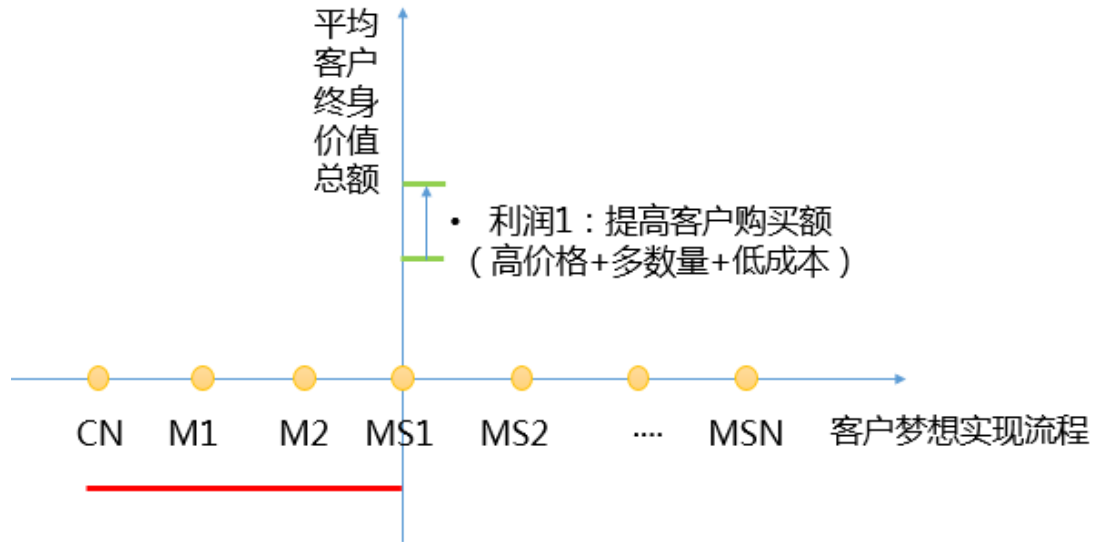 平均
客户
终身
价值
总额
• 利润1：提高客户购买额
（高价格+多数量+低成本）
CN M1 M2 MS1 MS2 .... MSN 客户梦想实现流程